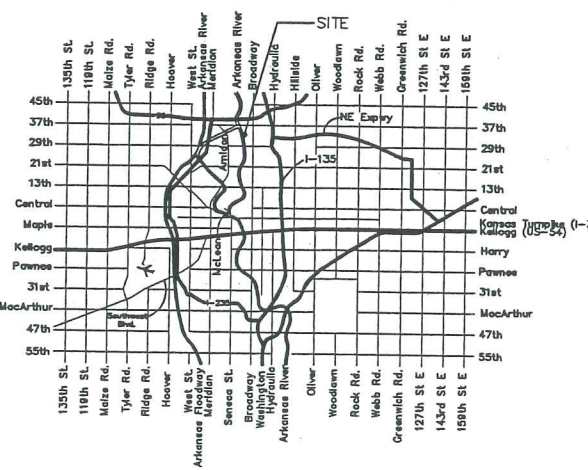 SITE
135th St.
119th St.
Maize Rd.
Tyler Rd.
Ridge Rd.
Hoover
West St.
Arkansas River
Meridian
Arkansas River
Broadway
Hydraulic
Hillside
Oliver
Woodlawn
Rock Rd.
Webb Rd.
Greenwich Rd.
127th St E
143rd St E
159th St E
45th
37th
29th
21st
13th
Central
Maple
Kellogg
Pawnee
31st
MacArthur
47th
55th
96
Amidon
NE Expwy
I-135
McLean
I-235
Southwest
Blvd.
45th
37th
29th
21st
13th
Central
Kansas Turnpike (I-3
Kellogg (US-54)
Harry
Pawnee
31st
MacArthur
47th
55th
135th St.
119th St.
Maize Rd.
Tyler Rd.
Ridge Rd.
Hoover
West St.
Arkansas Floodway
Meridian
Seneca St.
Broadway
Washington
Hydraulic
Arkansas River
Oliver
Woodlawn
Rock Rd.
Webb Rd.
Greenwich Rd.
127th St E
143rd St E
159th St E